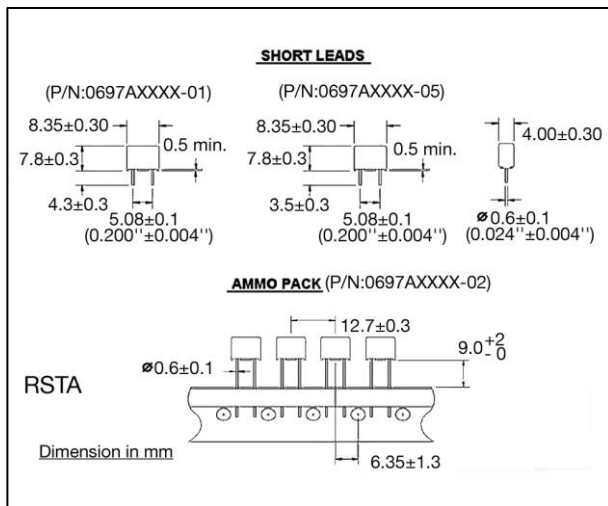 SHORT LEADS
(P/N:0697AXXXX-01)
8.35±0.30
7.8±0.3
0.5 min.
4.3±0.3
5.08±0.1
(0.200''±0.004'')
(P/N:0697AXXXX-05)
8.35±0.30
7.8±0.3
0.5 min.
3.5±0.3
5.08±0.1
(0.200''±0.004'')
4.00±0.30
ø0.6±0.1
(0.024''±0.004'')
AMMO PACK (P/N:0697AXXXX-02)
12.7±0.3
9.0+2
-0
ø0.6±0.1
RSTA
6.35±1.3
Dimension in mm